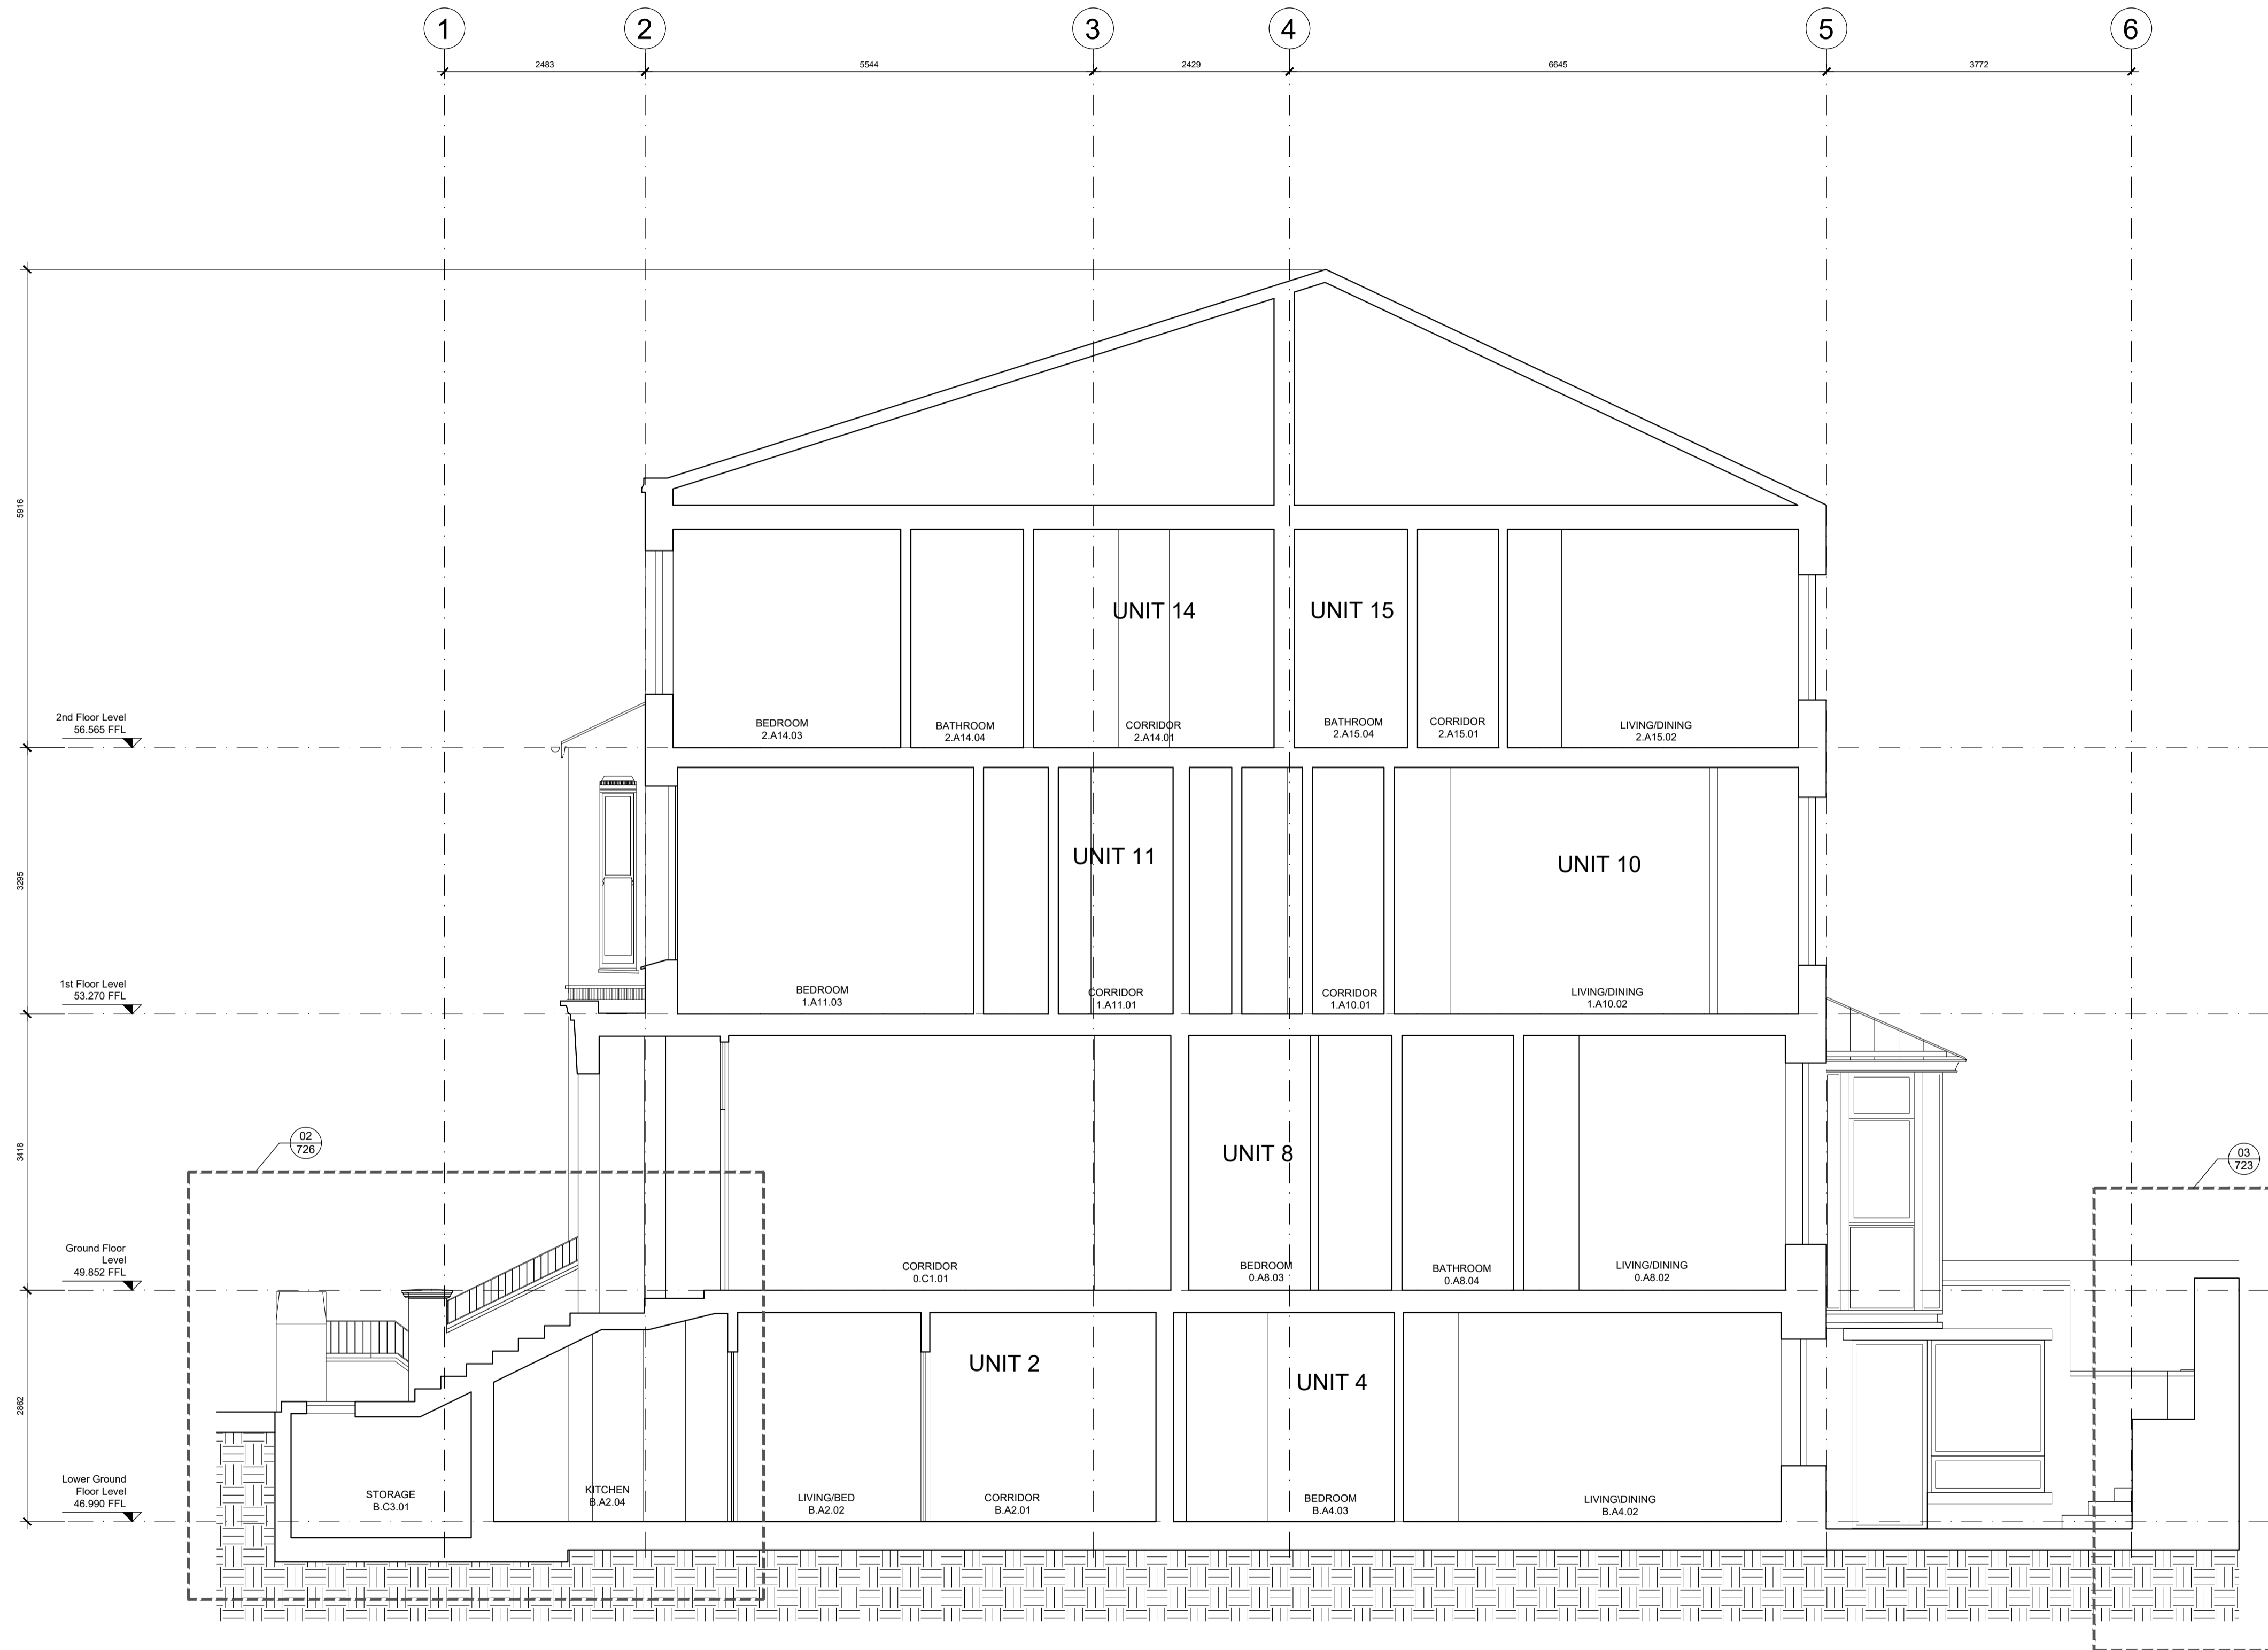 1
2
3
4
5
6
2483
5544
2429
6645
3772
5916
UNIT 14
UNIT 15
2nd Floor Level
56.565 FFL
BEDROOM
2.A14.03
BATHROOM
2.A14.04
CORRIDOR
2.A14.01
BATHROOM
2.A15.04
CORRIDOR
2.A15.01
LIVING/DINING
2.A15.02
3295
UNIT 11
UNIT 10
1st Floor Level
53.270 FFL
BEDROOM
1.A11.03
CORRIDOR
1.A11.01
CORRIDOR
1.A10.01
LIVING/DINING
1.A10.02
3418
02
726
UNIT 8
03
723
Ground Floor
Level
49.852 FFL
CORRIDOR
0.C1.01
BEDROOM
0.A8.03
BATHROOM
0.A8.04
LIVING/DINING
0.A8.02
2862
UNIT 2
UNIT 4
Lower Ground
Floor Level
46.990 FFL
STORAGE
B.C3.01
KITCHEN
B.A2.04
LIVING/BED
B.A2.02
CORRIDOR
B.A2.01
BEDROOM
B.A4.03
LIVING\DINING
B.A4.02